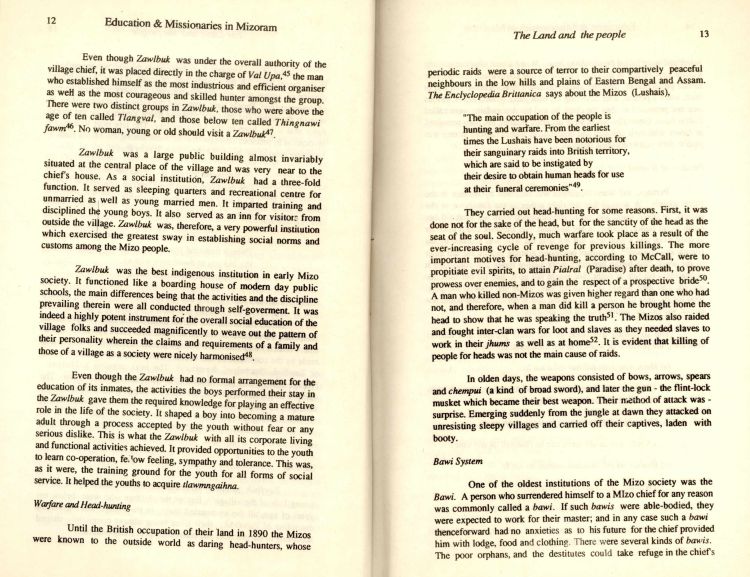 12 Education & Missionaries in Mizoram
Even though Zawlbuk was under the overall authority of the
village chief, it was placed directly in the charge of Val Upa,45 the man
who established himself as the most industrious and efficient organiser
as well as the most courageous and skilled hunter amongst the group.
There were two distinct groups in Zawlbuk, those who were above the
age of ten called Tlangval, and those below ten called Thingnawi
fawm46. No woman, young or old should visit a Zawlbuk47.
Zawlbuk was a large public building almost invariably
situated at the central place of the village and was very near to the
chief's house. As a social institution, Zawlbuk had a three-fold
function. It served as sleeping quarters and recreational centre for
unmarried as well as young married men. It imparted training and
disciplined the young boys. It also served as an inn for visitors from
outside the village. Zawlbuk was, therefore, a very powerful institution
which exercised the greatest sway in establishing social norms and
customs among the Mizo people.
Zawlbuk was the best indigenous institution in early Mizo
society. It functioned like a boarding house of modern day public
schools, the main differences being that the activities and the discipline
prevailing therein were all conducted through self-goverment. It was
indeed a highly potent instrument for the overall social education of the
village folks and succeeded magnificently to weave out the pattern of
their personality wherein the claims and requirements of a family and
those of a village as a society were nicely harmonised48.
Even though the Zawlbuk had no formal arrangement for the
education of its inmates, the activities the boys performed their stay in
the Zawlbuk gave them the required knowledge for playing an effective
role in the life of the society. It shaped a boy into becoming a mature
adult through a process accepted by the youth without fear or any
serious dislike. This is what the Zawlbuk with all its corporate living
and functional activities achieved. It provided opportunities to the youth
to learn co-operation, fellow feeling, sympathy and tolerance. This was,
as it were, the training ground for the youth for all forms of social
service. It helped the youths to acquire tlawmngaihna.
Warfare and Head-hunting
Until the British occupation of their land in 1890 the Mizos
were known to the outside world as daring head-hunters, whose
The Land and the people 13
periodic raids were a source of terror to their compartively peaceful
neighbours in the low hills and plains of Eastern Bengal and Assam.
The Enclyclopedia Brittanica says about the Mizos (Lushais),
"The main occupation of the people is
hunting and warfare. From the earliest
times the Lushais have been notorious for
their sanguinary raids into British territory,
which are said to be instigated by
their desire to obtain human heads for use
at their funeral ceremonies"49.
They carried out head-hunting for some reasons. First, it was
done not for the sake of the head, but for the sanctity of the head as the
seat of the soul. Secondly, much warfare took place as a result of the
ever-increasing cycle of revenge for previous killings. The more
important motives for head-hunting, according to McCall, were to
propitiate evil spirits, to attain Pialral (Paradise) after death, to prove
prowess over enemies, and to gain the respect of a prospective bride50.
A man who killed non-Mizos was given higher regard than one who had
not, and therefore, when a man did kill a person he brought home the
head to show that he was speaking the truth51. The Mizos also raided
and fought inter-clan wars for loot and slaves as they needed slaves to
work in their jhums as well as at home52. It is evident that killing of
people for heads was not the main cause of raids.
In olden days, the weapons consisted of bows, arrows, spears
and chempui (a kind of broad sword), and later the gun - the flint-lock
musket which became their best weapon. Their method of attack was -
surprise. Emerging suddenly from the jungle at dawn they attacked on
unresisting sleepy villages and carried off their captives, laden with
booty.
Bawi System
One of the oldest institutions of the Mizo society was the
Bawi. A person who surrendered himself to a MIzo chief for any reason
was commonly called a bawi. If such bawis were able-bodied, they
were expected to work for their master; and in any case such a bawi
thenceforward had no anxieties as to his future for the chief provided
him with lodge, food and clothing. There were several kinds of bawis.
The poor orphans, and the destitutes could take refuge in the chief's